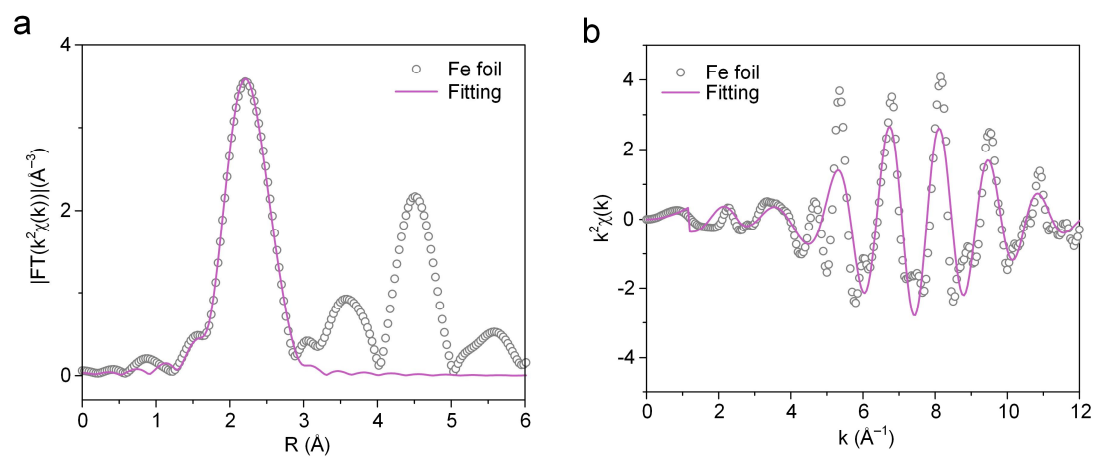 a
|FT(k²χ(k))|(Å⁻³)
4
2
0
0 1 2 3 4 5 6
R (Å)
Fe foil
Fitting
b
k²χ(k)
4
2
0
-2
-4
0 2 4 6 8 10 12
k (Å⁻¹)
Fe foil
Fitting